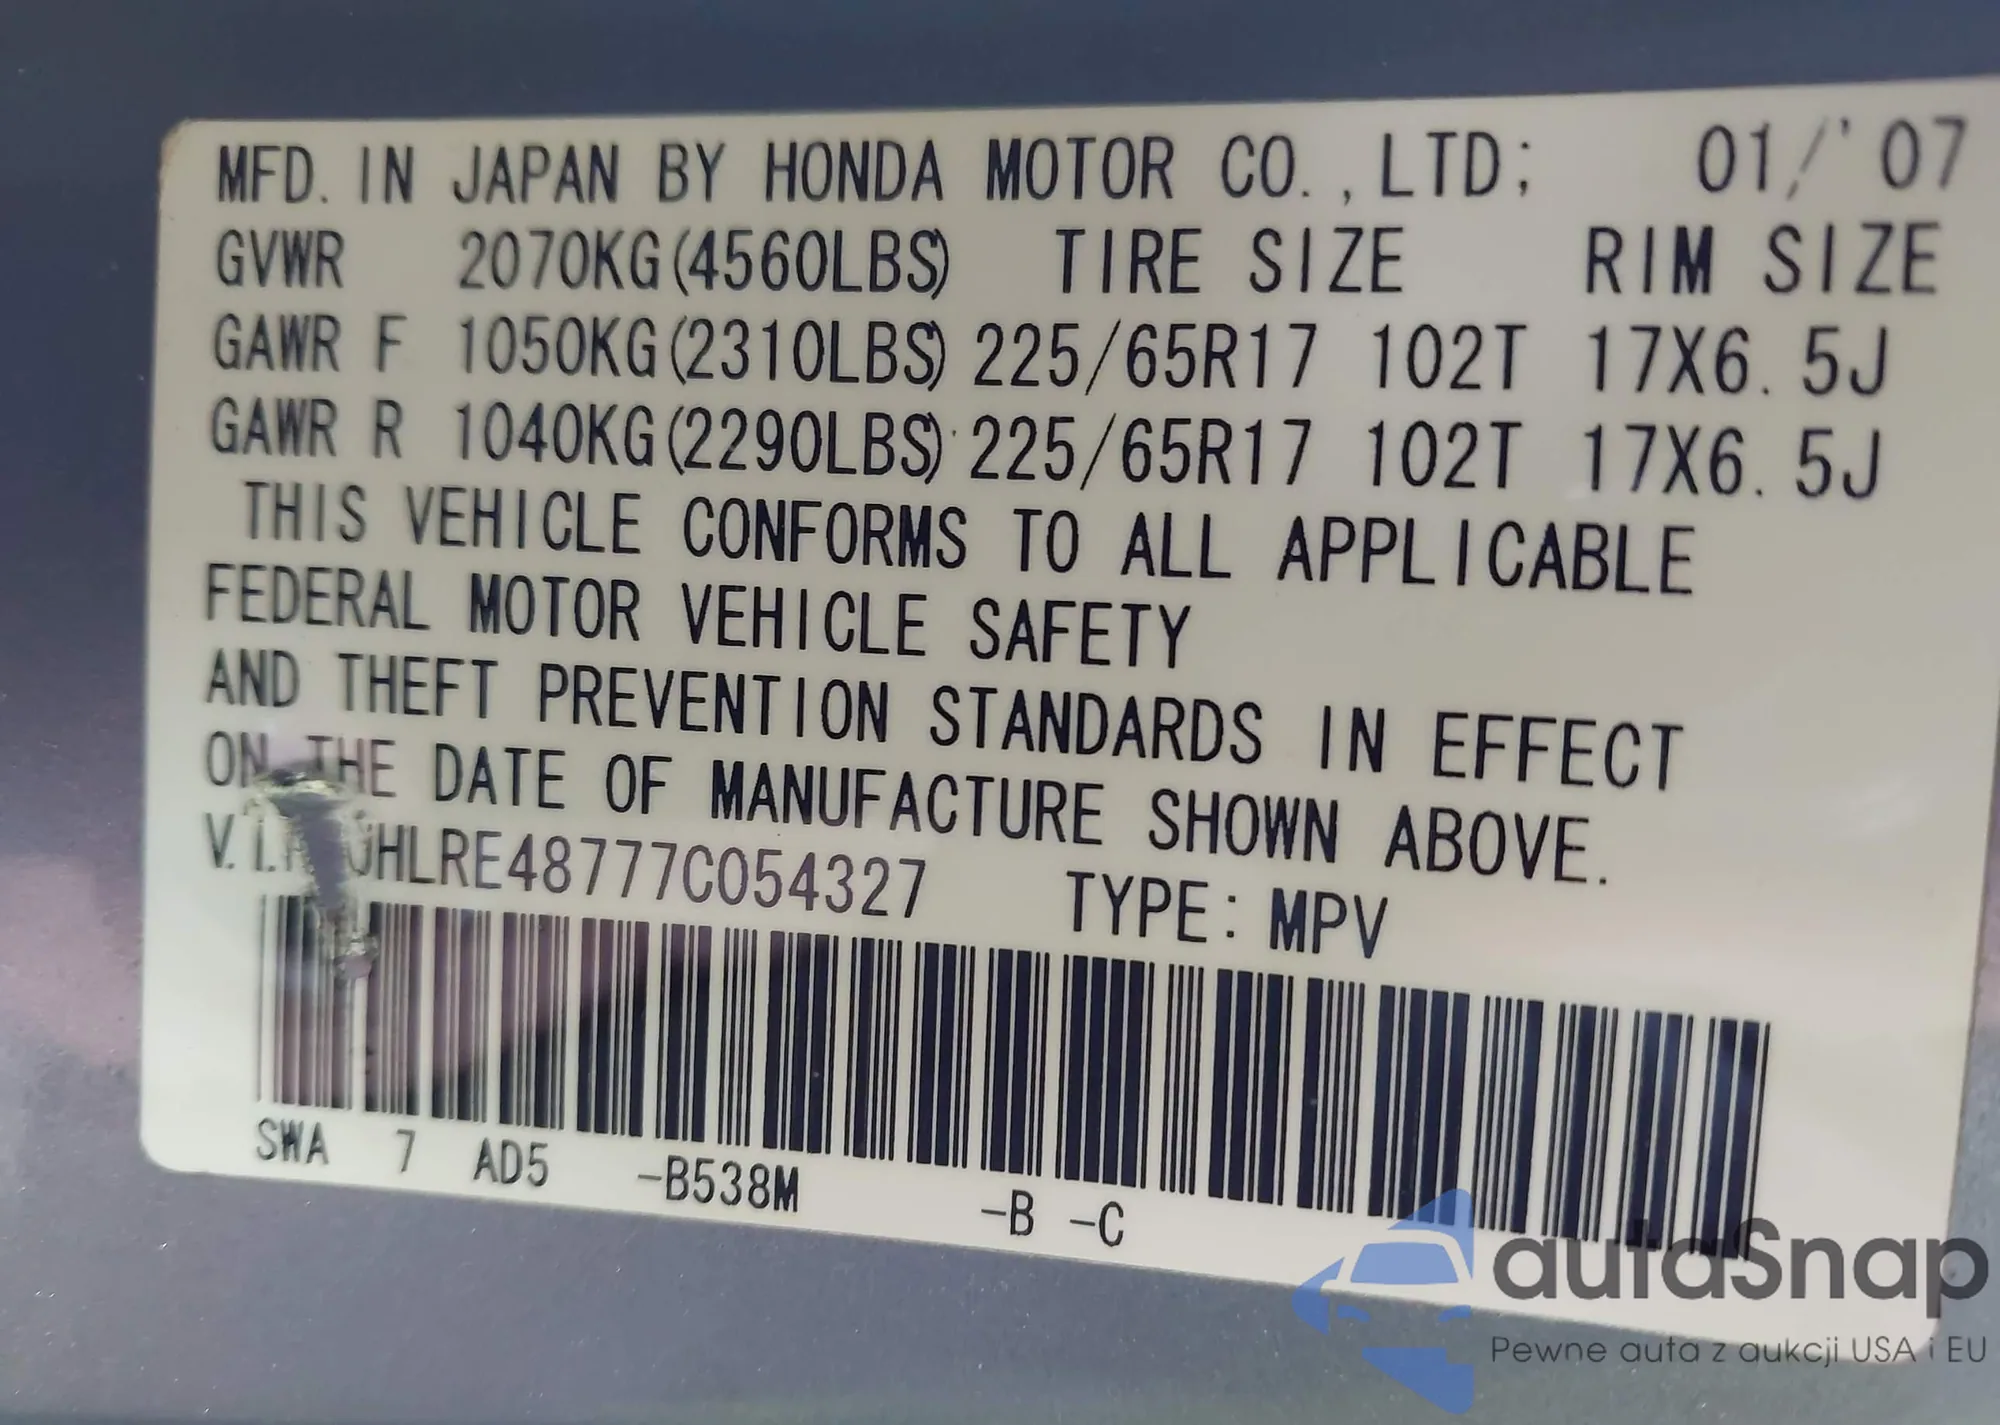 MFD. IN JAPAN BY HONDA MOTOR CO., LTD; 01/'07
GVWR 2070KG(4560LBS) TIRE SIZE RIM SIZE
GAWR F 1050KG(2310LBS) 225/65R17 102T 17X6.5J
GAWR R 1040KG(2290LBS) 225/65R17 102T 17X6.5J
THIS VEHICLE CONFORMS TO ALL APPLICABLE
FEDERAL MOTOR VEHICLE SAFETY
AND THEFT PREVENTION STANDARDS IN EFFECT
ON THE DATE OF MANUFACTURE SHOWN ABOVE.
JHLRE48777C054327 TYPE: MPV
SWA 7 AD5 -B538M -B -C
autaSnap
Pewne auta z aukcji USA i EU